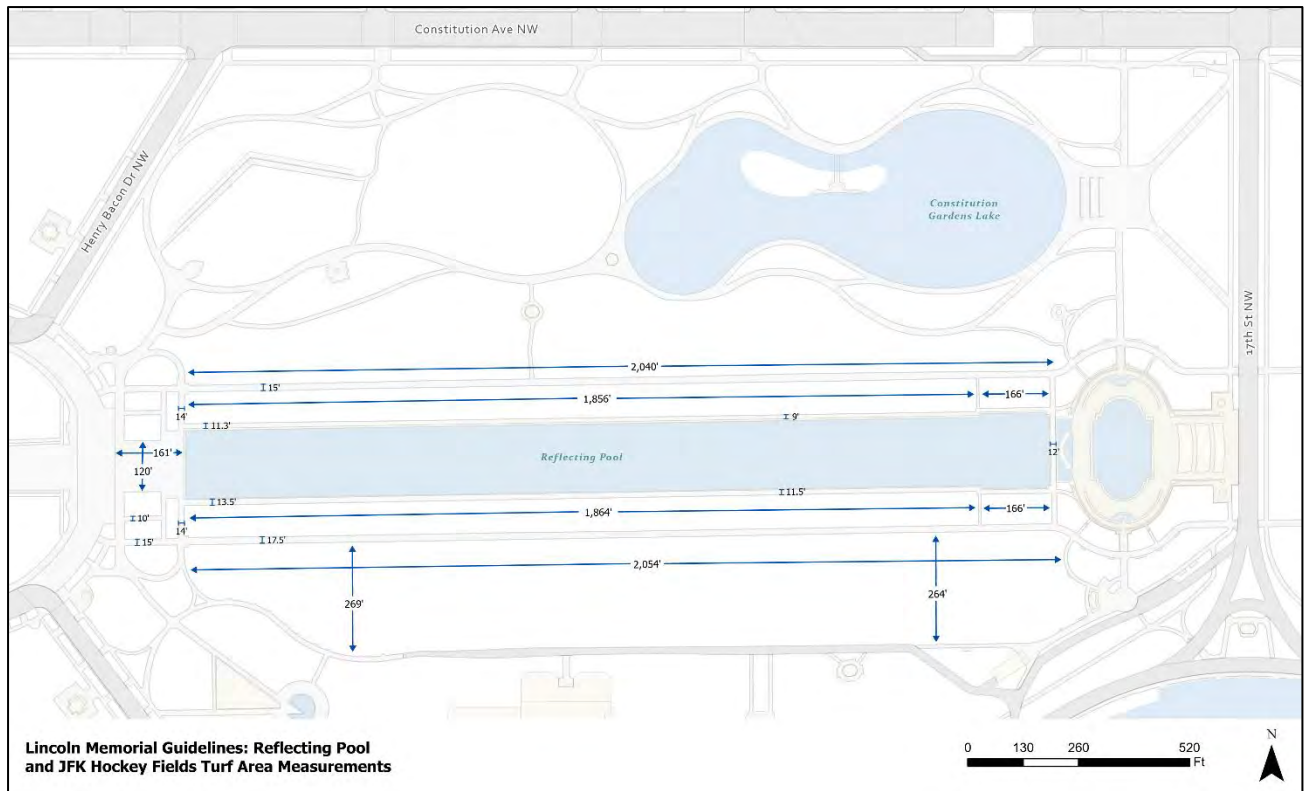 Constitution Ave NW
Henry Bacon Dr NW
Constitution
Gardens Lake
17th St NW
2,040'
15'
1,856'
166'
14'
11.3'
9'
161'
120'
Reflecting Pool
12'
13.5'
11.5'
10'
14'
1,864'
166'
15'
17.5'
2,054'
269'
264'
Lincoln Memorial Guidelines: Reflecting Pool
and JFK Hockey Fields Turf Area Measurements
0 130 260 520
Ft
N